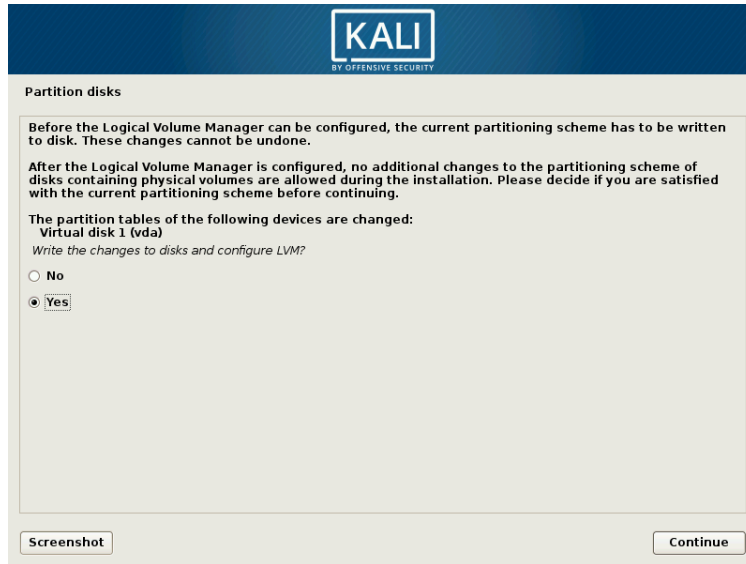 KALI
BY OFFENSIVE SECURITY
Partition disks
Before the Logical Volume Manager can be configured, the current partitioning scheme has to be written
to disk. These changes cannot be undone.
After the Logical Volume Manager is configured, no additional changes to the partitioning scheme of
disks containing physical volumes are allowed during the installation. Please decide if you are satisfied
with the current partitioning scheme before continuing.
The partition tables of the following devices are changed:
Virtual disk 1 (vda)
Write the changes to disks and configure LVM?
No
Yes
Screenshot
Continue